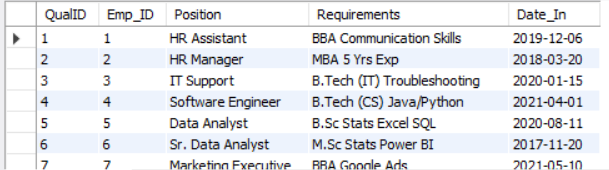 QualID Emp_ID Position Requirements Date_In
1 1 HR Assistant BBA Communication Skills 2019-12-06
2 2 HR Manager MBA 5 Yrs Exp 2018-03-20
3 3 IT Support B.Tech (IT) Troubleshooting 2020-01-15
4 4 Software Engineer B.Tech (CS) Java/Python 2021-04-01
5 5 Data Analyst B.Sc Stats Excel SQL 2020-08-11
6 6 Sr. Data Analyst M.Sc Stats Power BI 2017-11-20
7 7 Marketing Executive BBA Google Ads 2021-05-10